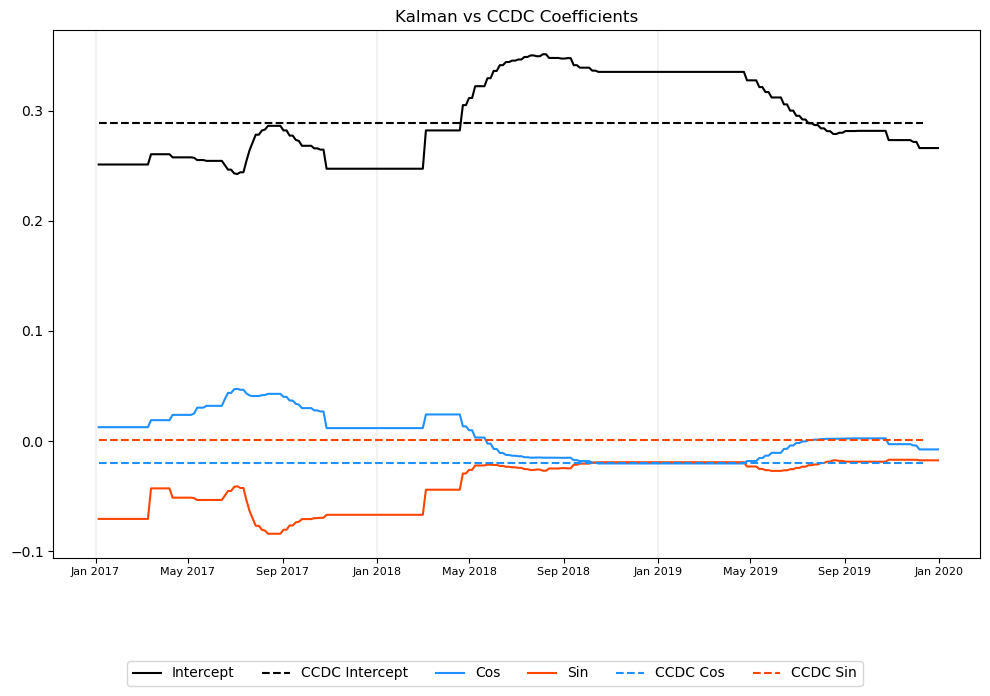 Kalman vs CCDC Coefficients
0.3
0.2
0.1
0.0
−0.1
Jan 2017 May 2017 Sep 2017 Jan 2018 May 2018 Sep 2018 Jan 2019 May 2019 Sep 2019 Jan 2020
Intercept CCDC Intercept Cos Sin CCDC Cos CCDC Sin